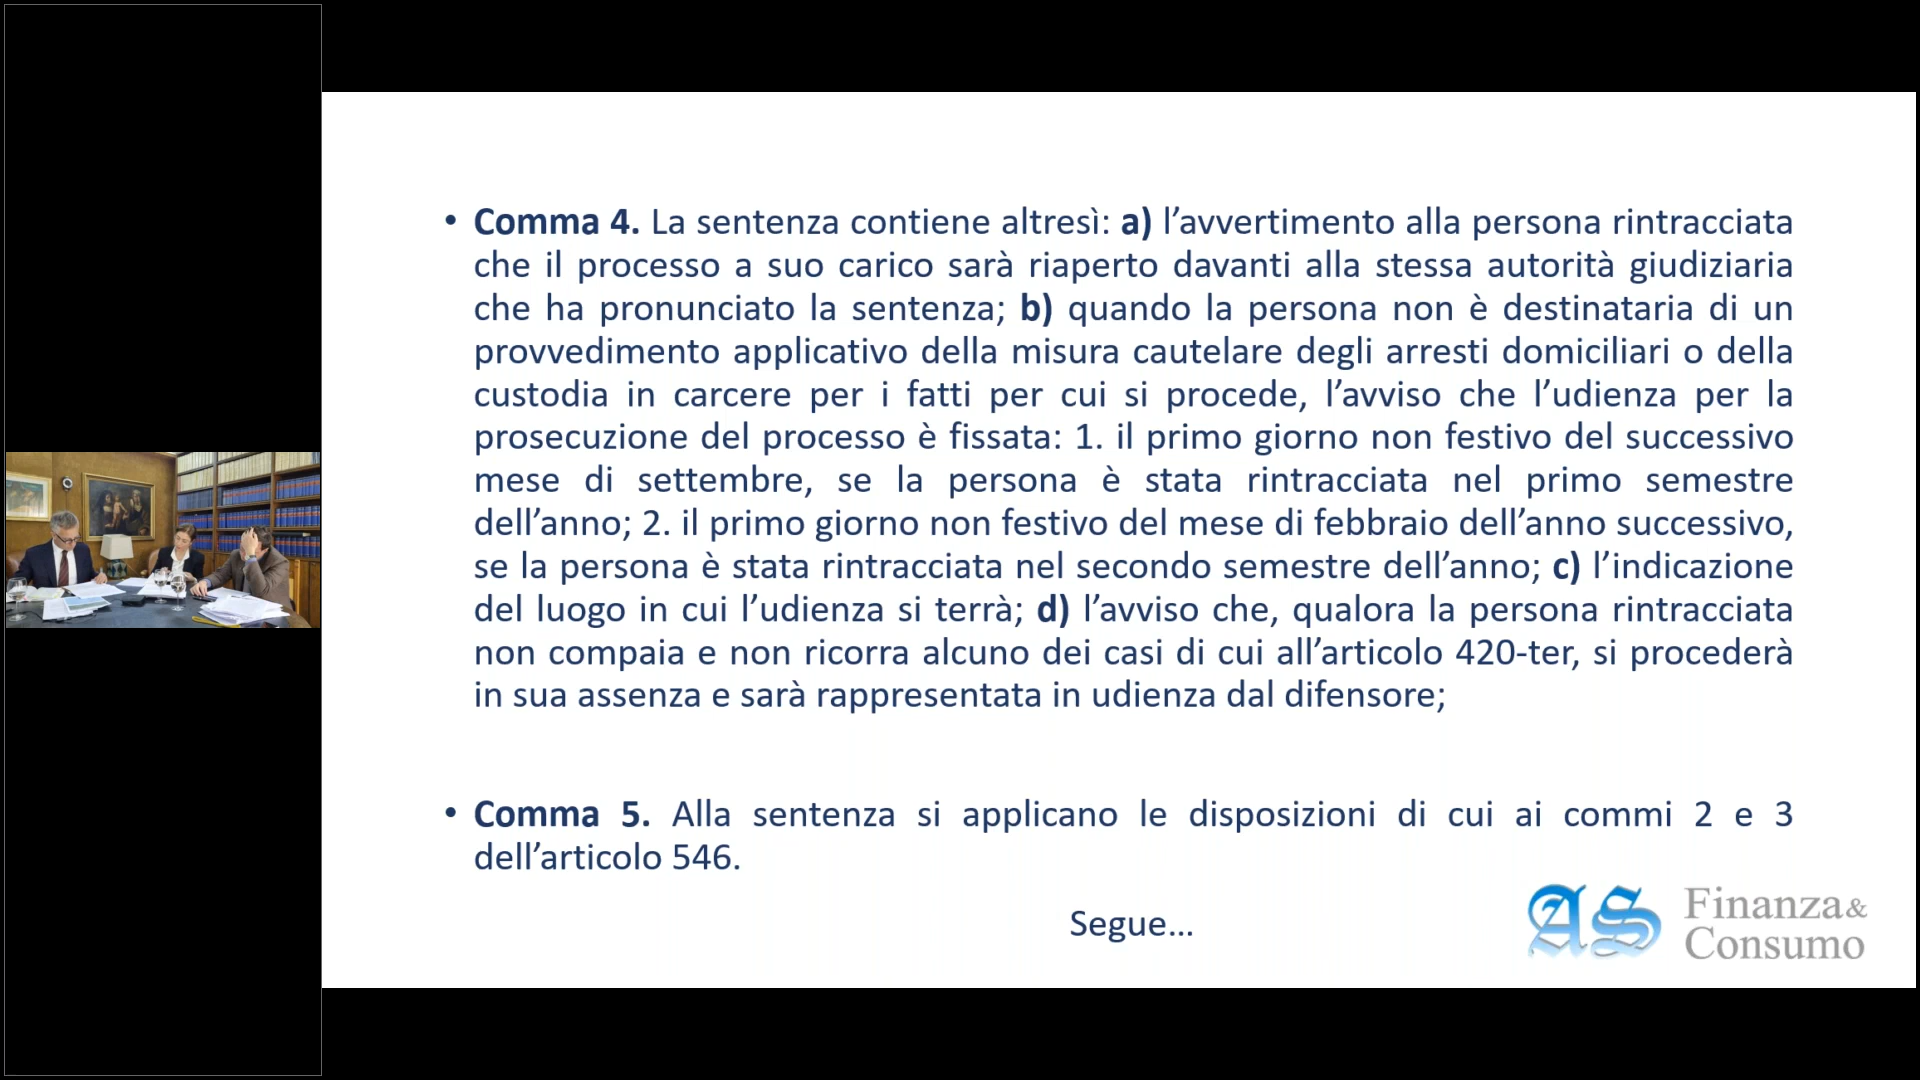 • Comma 4. La sentenza contiene altresì: a) l’avvertimento alla persona rintracciata
che il processo a suo carico sarà riaperto davanti alla stessa autorità giudiziaria
che ha pronunciato la sentenza; b) quando la persona non è destinataria di un
provvedimento applicativo della misura cautelare degli arresti domiciliari o della
custodia in carcere per i fatti per cui si procede, l’avviso che l’udienza per la
prosecuzione del processo è fissata: 1. il primo giorno non festivo del successivo
mese di settembre, se la persona è stata rintracciata nel primo semestre
dell’anno; 2. il primo giorno non festivo del mese di febbraio dell’anno successivo,
se la persona è stata rintracciata nel secondo semestre dell’anno; c) l’indicazione
del luogo in cui l’udienza si terrà; d) l’avviso che, qualora la persona rintracciata
non compaia e non ricorra alcuno dei casi di cui all’articolo 420-ter, si procederà
in sua assenza e sarà rappresentata in udienza dal difensore;
• Comma 5. Alla sentenza si applicano le disposizioni di cui ai commi 2 e 3
dell’articolo 546.
Segue...
AS Finanza&
Consumo